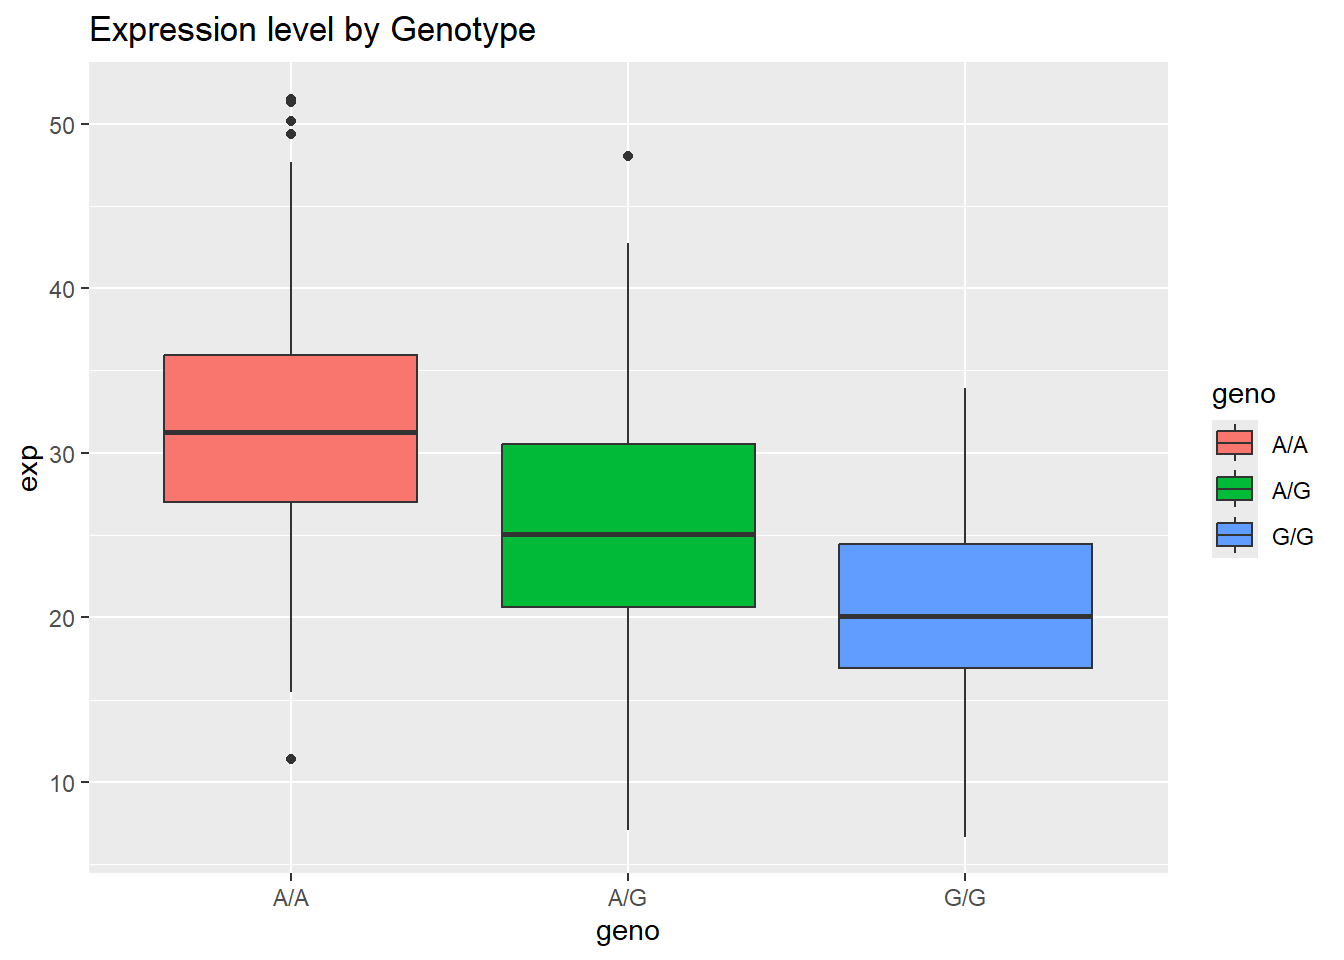 Expression level by Genotype
exp
50
40
30
20
10
A/A
A/G
G/G
geno
geno
A/A
A/G
G/G